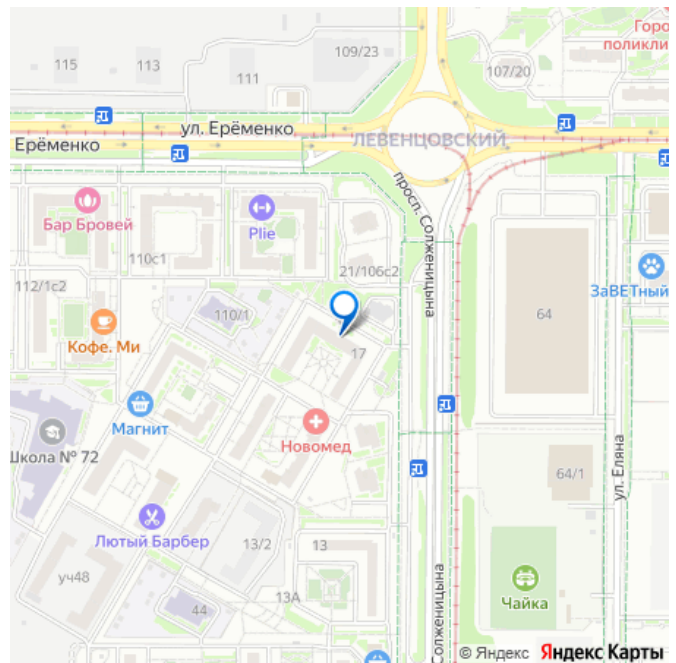 Горо
поликли
109/23
115
113
111
107/20
ул. Ерёменко
ЛЕВЕНЦОВСКИЙ
Ерёменко
просп. Солженицына
Бар Бровей
Plie
110с1
21/106с2
112/1с2
ЗаВЕТный
110/1
64
Кофе. Ми
17
Магнит
Новомед
Школа № 72
64/1
ул. Еляна
Лютый Барбер
13/2
13
уч48
13А
44
Чайка
Солженицына
© Яндекс Яндекс Карты